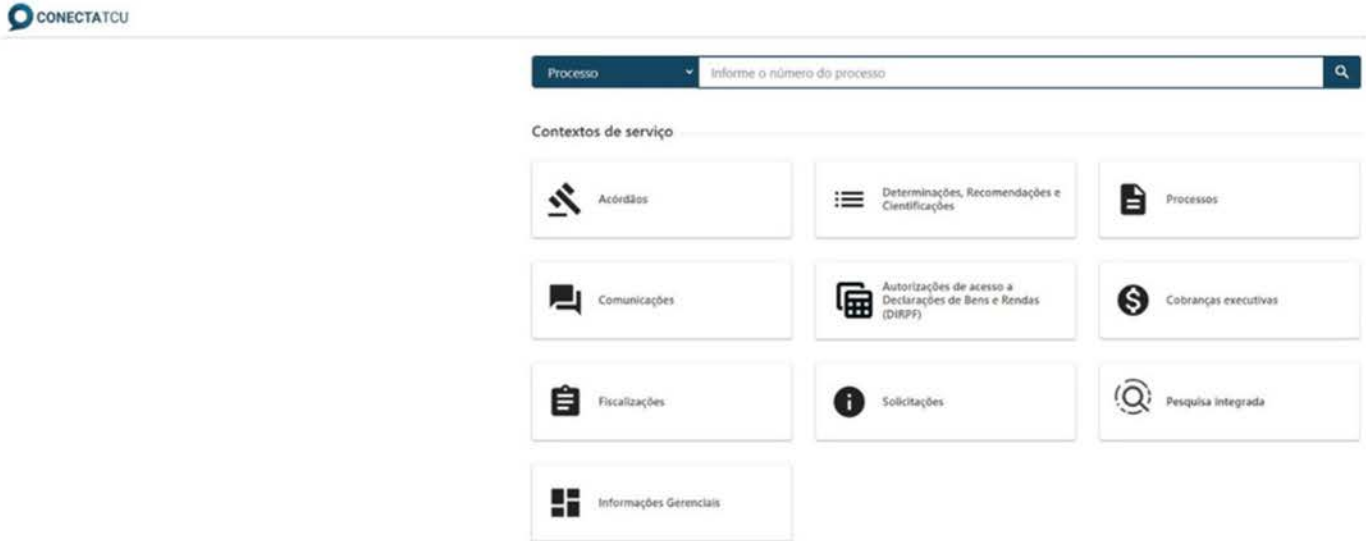 CONECTATCU
Processo Informe o número do processo
Contextos de serviço
Acórdãos
Determinações, Recomendações e
Cientificações
Processos
Comunicações
Autorizações de acesso a
Declarações de Bens e Rendas
(DIRPF)
Cobranças executivas
Fiscalizações
Solicitações
Pesquisa integrada
Informações Gerenciais